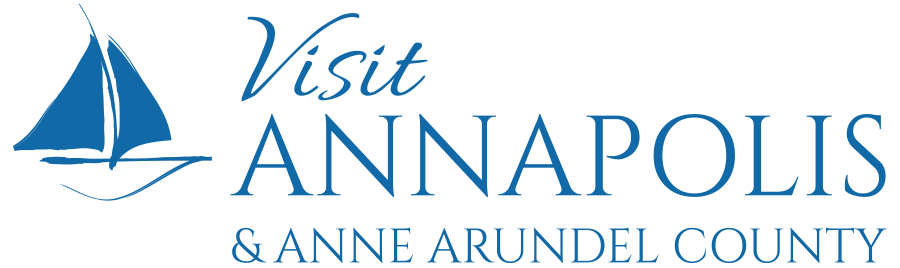 Visit
ANNAPOLIS
& ANNE ARUNDEL COUNTY